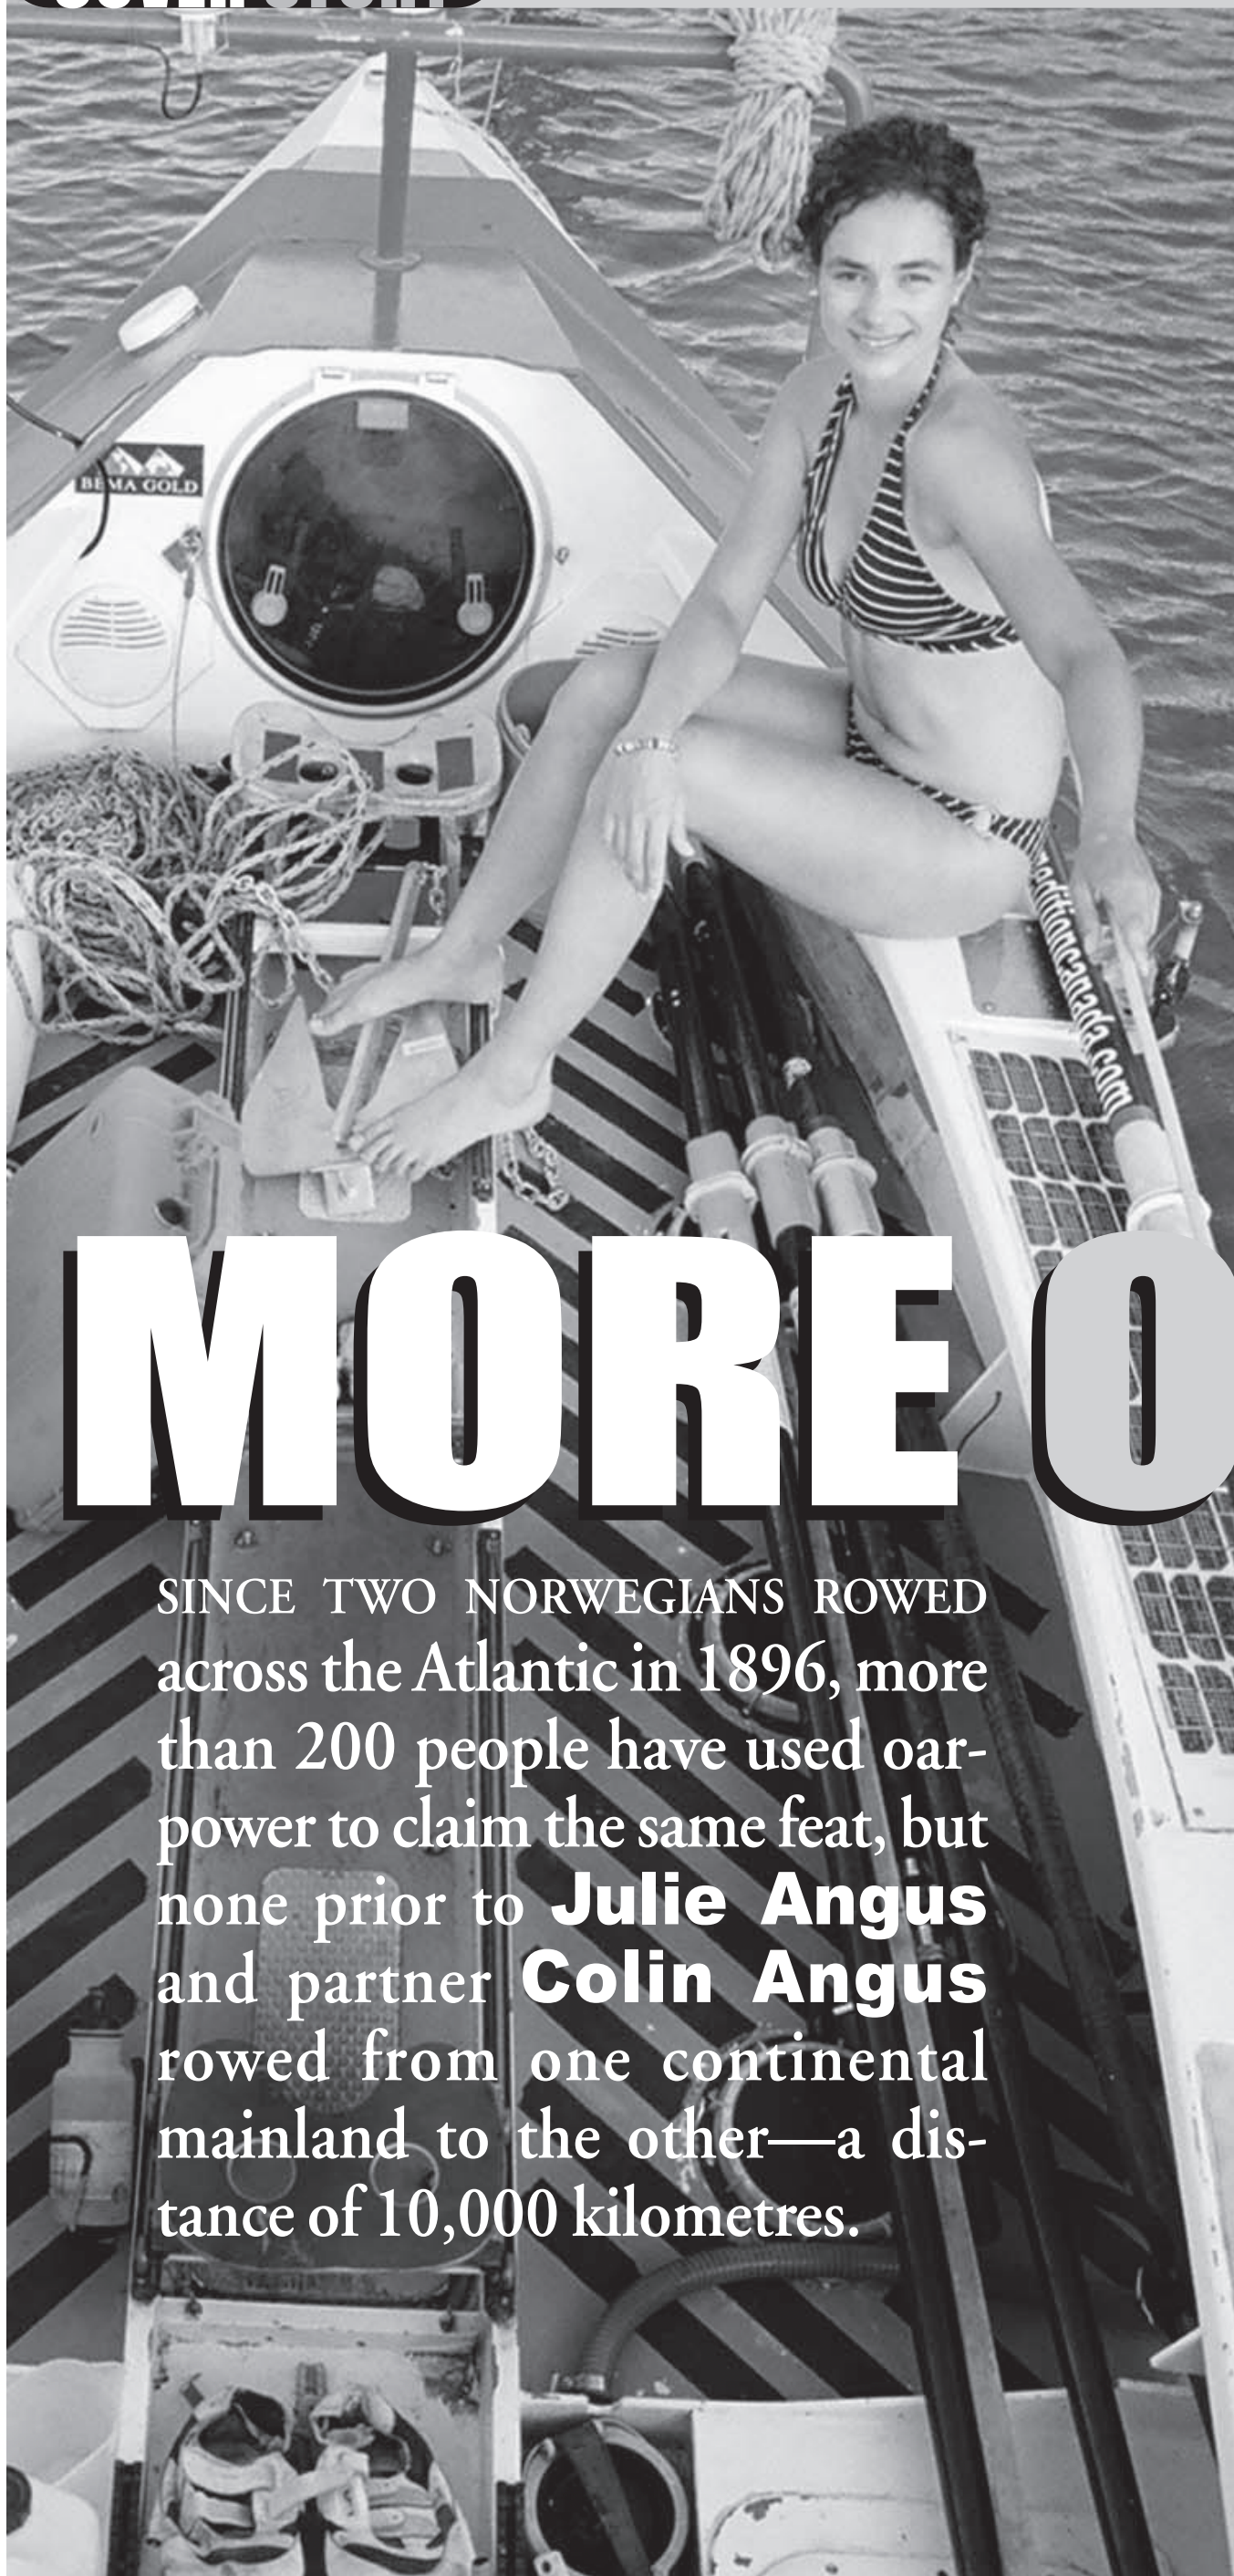 BEMA GOLD
editioncanada.com
MORE O
SINCE TWO NORWEGIANS ROWED
across the Atlantic in 1896, more
than 200 people have used oar-
power to claim the same feat, but
none prior to Julie Angus
and partner Colin Angus
rowed from one continental
mainland to the other—a dis-
tance of 10,000 kilometres.